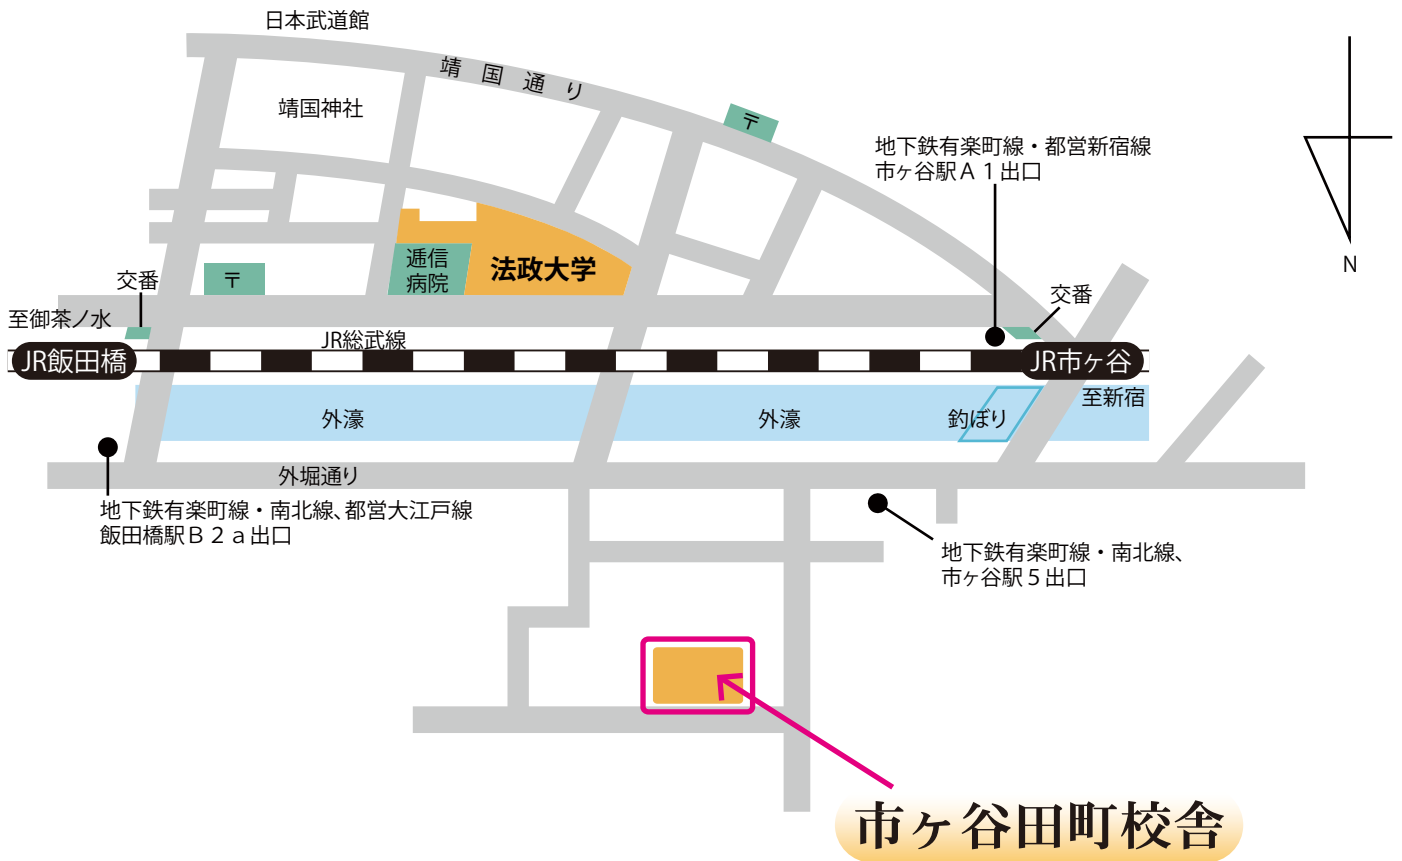 日本武道館
靖国通り
靖国神社
〒
地下鉄有楽町線・都営新宿線
市ヶ谷駅A1出口
N
逓信
病院
法政大学
〒
交番
交番
至御茶ノ水
JR総武線
JR飯田橋
JR市ヶ谷
至新宿
外濠
外濠
釣ぼり
外堀通り
地下鉄有楽町線・南北線、都営大江戸線
飯田橋駅B2a出口
地下鉄有楽町線・南北線、
市ヶ谷駅5出口
市ヶ谷田町校舎